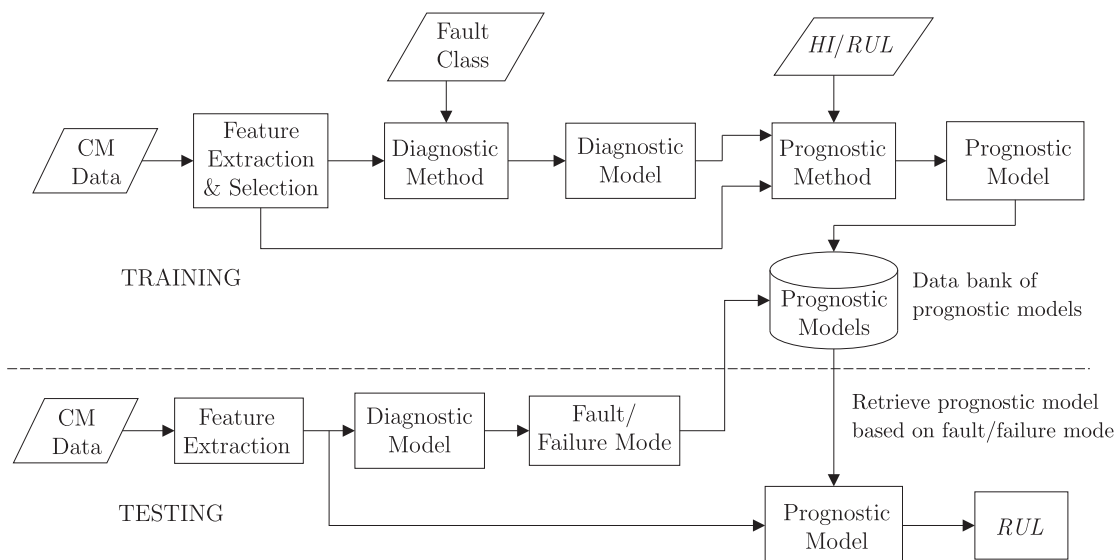 Fault
Class
HI/RUL
CM
Data
Feature
Extraction
& Selection
Diagnostic
Method
Diagnostic
Model
Prognostic
Method
Prognostic
Model
TRAINING
Prognostic
Models
Data bank of
prognostic models
CM
Data
Feature
Extraction
Diagnostic
Model
Fault/
Failure Mode
Retrieve prognostic model
based on fault/failure mode
TESTING
Prognostic
Model
RUL